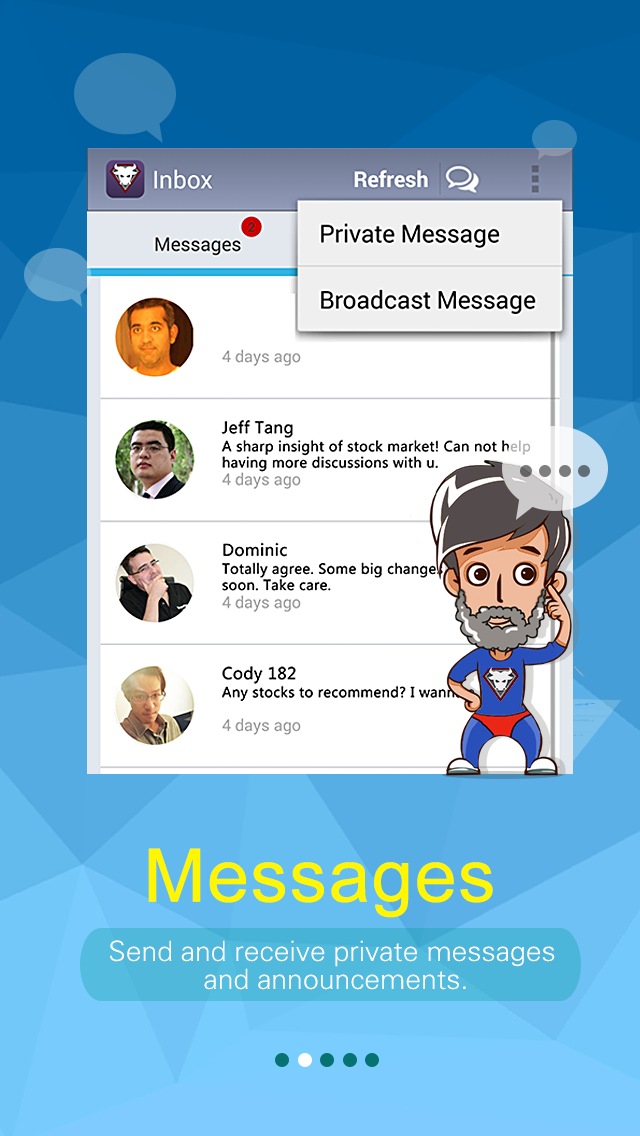 Inbox
Refresh
Messages
2
Private Message
Broadcast Message
4 days ago
Jeff Tang
A sharp insight of stock market! Can not help
having more discussions with u.
4 days ago
Dominic
Totally agree. Some big change
soon. Take care.
4 days ago
Cody 182
Any stocks to recommend? I wann
4 days ago
Messages
Send and receive private messages
and announcements.